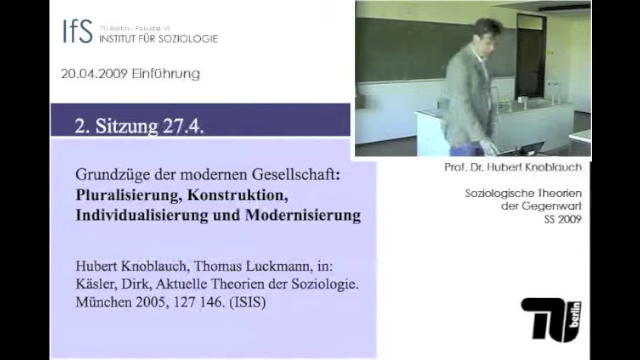 IfS
TU Berlin - Fakultät VI
INSTITUT FÜR SOZIOLOGIE
20.04.2009 Einführung
2. Sitzung 27.4.
Grundzüge der modernen Gesellschaft:
Pluralisierung, Konstruktion,
Individualisierung und Modernisierung
Hubert Knoblauch, Thomas Luckmann, in:
Käsler, Dirk, Aktuelle Theorien der Soziologie.
München 2005, 127 146. (ISIS)
Prof. Dr. Hubert Knoblauch
Soziologische Theorien
der Gegenwart
SS 2009
TU berlin